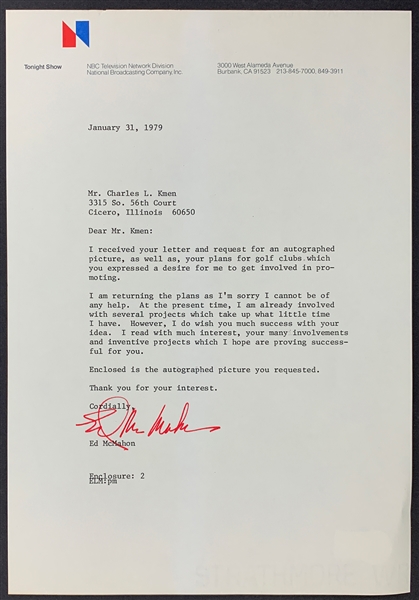 Tonight Show NBC Television Network Division 3000 West Alameda Avenue
National Broadcasting Company, Inc. Burbank, CA 91523 213-845-7000, 849-3911
January 31, 1979
Mr. Charles L. Kmen
3315 So. 56th Court
Cicero, Illinois 60650
Dear Mr. Kmen:
I received your letter and request for an autographed
picture, as well as, your plans for golf clubs which
you expressed a desire for me to get involved in pro-
moting.
I am returning the plans as I'm sorry I cannot be of
any help. At the present time, I am already involved
with several projects which take up what little time
I have. However, I do wish you much success with your
idea. I read with much interest, your many involvements
and inventive projects which I hope are proving success-
ful for you.
Enclosed is the autographed picture you requested.
Thank you for your interest.
Cordially,
Ed McMahon
Ed McMahon
Enclosure: 2
ELM:pm